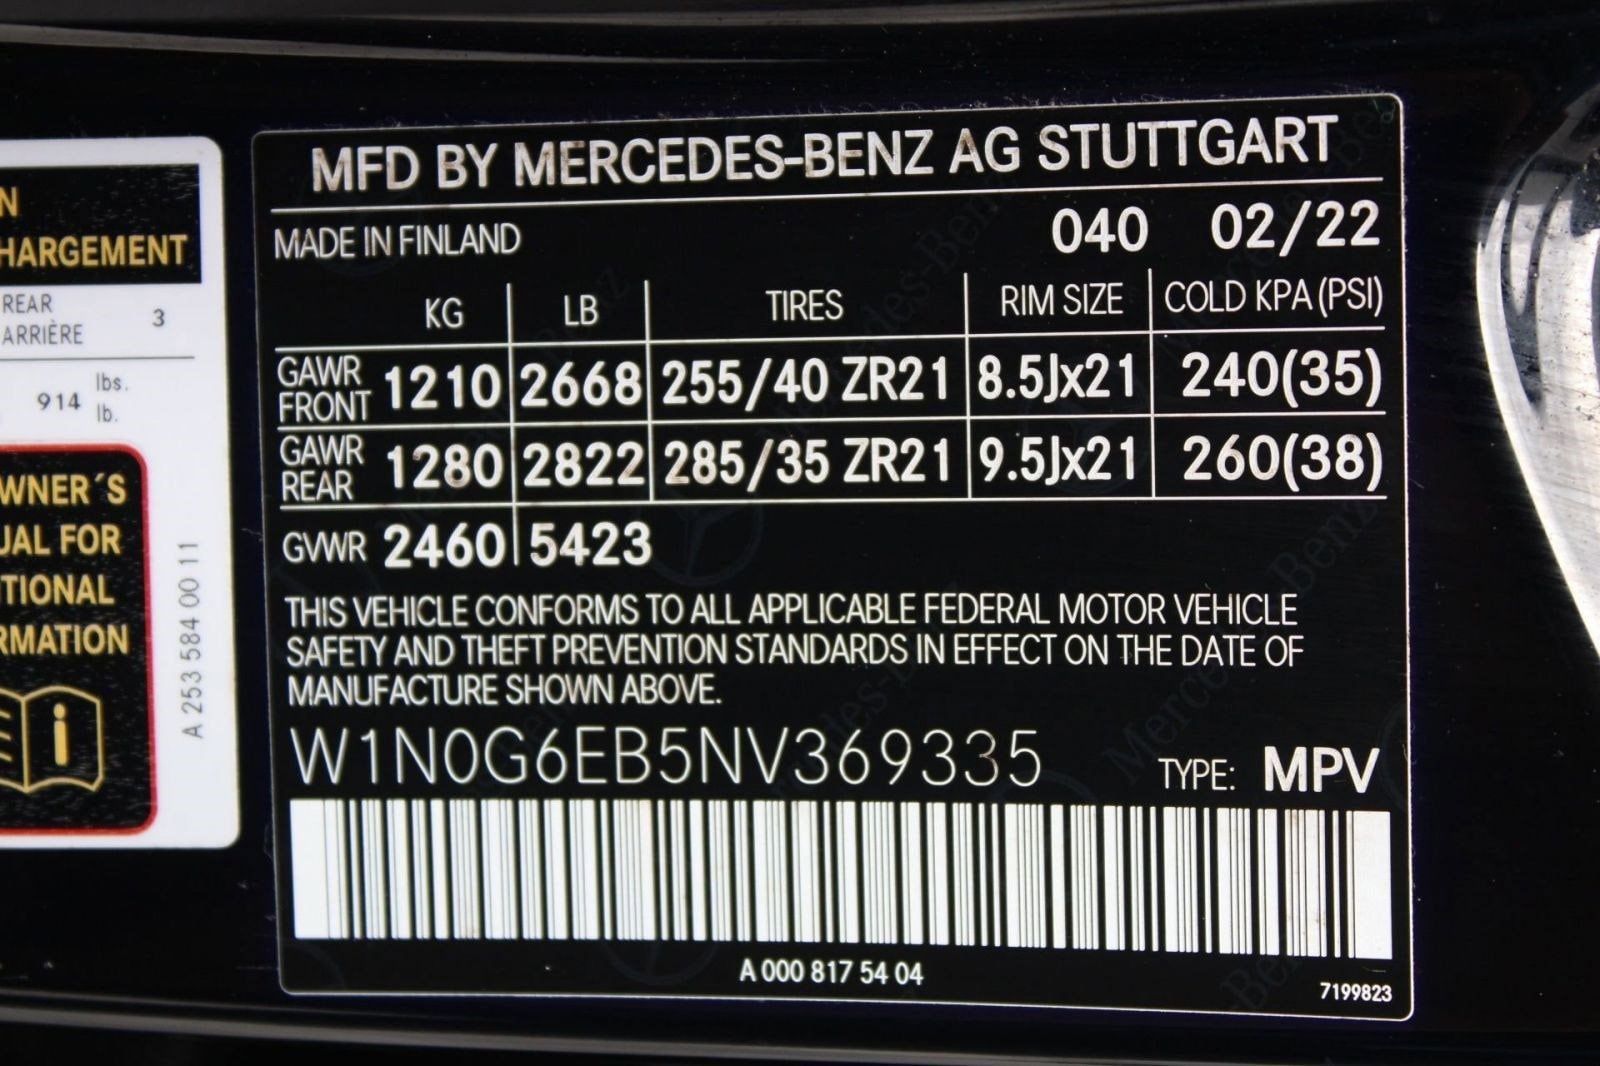 N
HARGEMENT
REAR
ARRIÈRE 3
914 lbs.
lb.
WNER´S
UAL FOR
ITIONAL
RMATION
i
A 253 584 00 11
MFD BY MERCEDES-BENZ AG STUTTGART
MADE IN FINLAND 040 02/22
KG LB TIRES RIM SIZE COLD KPA (PSI)
GAWR FRONT 1210 2668 255/40 ZR21 8.5Jx21 240(35)
GAWR REAR 1280 2822 285/35 ZR21 9.5Jx21 260(38)
GVWR 2460 5423
THIS VEHICLE CONFORMS TO ALL APPLICABLE FEDERAL MOTOR VEHICLE
SAFETY AND THEFT PREVENTION STANDARDS IN EFFECT ON THE DATE OF
MANUFACTURE SHOWN ABOVE.
W1N0G6EB5NV369335 TYPE: MPV
A 000 817 54 04
7199823